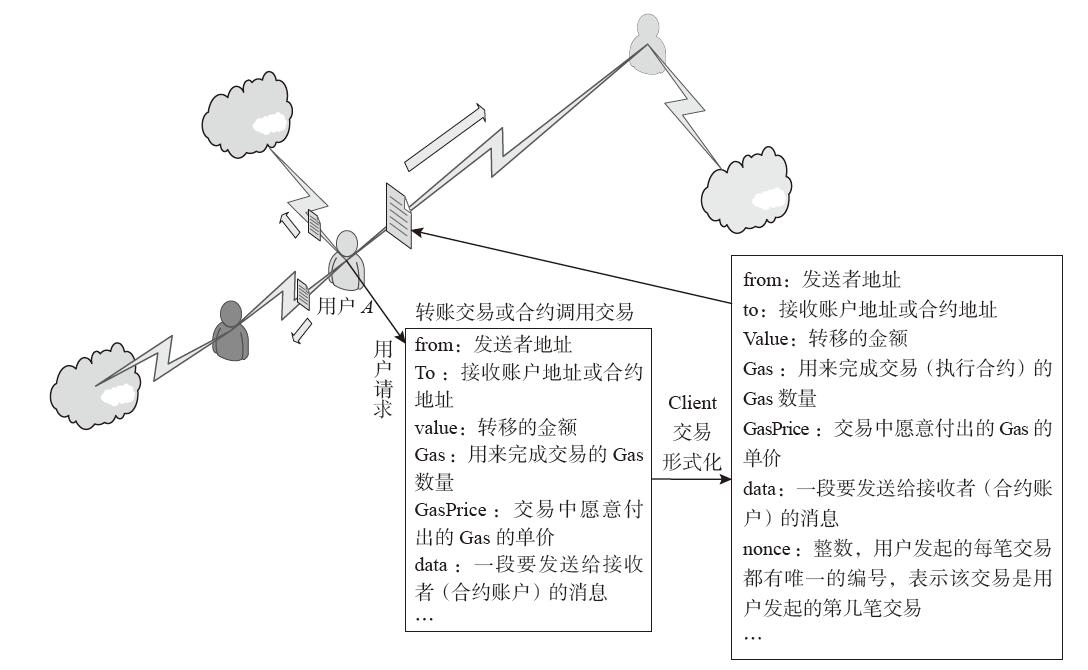 用户 A
用户请求
转账交易或合约调用交易
from：发送者地址
To：接收账户地址或合约
地址
value：转移的金额
Gas：用来完成交易的 Gas
数量
GasPrice：交易中愿意付
出的 Gas 的单价
data：一段要发送给接收
者（合约账户）的消息
…
Client
交易
形式化
from：发送者地址
to：接收账户地址或合约地址
Value：转移的金额
Gas：用来完成交易（执行合约）的
Gas 数量
GasPrice：交易中愿意付出的 Gas 的
单价
data：一段要发送给接收者（合约账
户）的消息
nonce：整数，用户发起的每笔交易
都有唯一的编号，表示该交易是用
户发起的第几笔交易
…